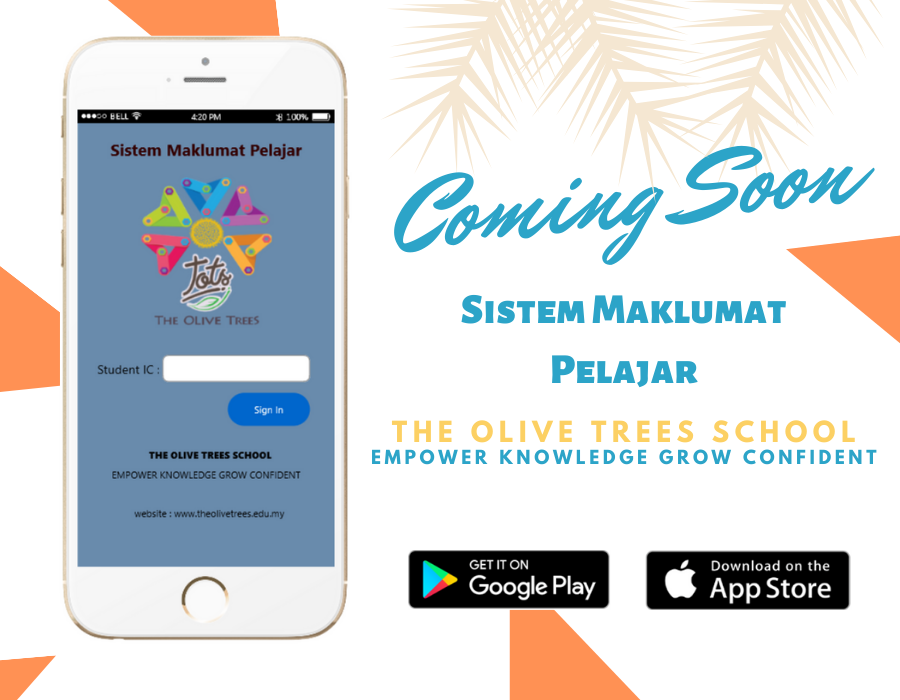 BELL 4:20 PM 100%
Sistem Maklumat Pelajar
Tots
THE OLIVE TREES
Student IC :
Sign In
THE OLIVE TREES SCHOOL
EMPOWER KNOWLEDGE GROW CONFIDENT
website : www.theolivetrees.edu.my
Coming Soon
SISTEM MAKLUMAT
PELAJAR
THE OLIVE TREES SCHOOL
EMPOWER KNOWLEDGE GROW CONFIDENT
GET IT ON
Google Play
Download on the
App Store